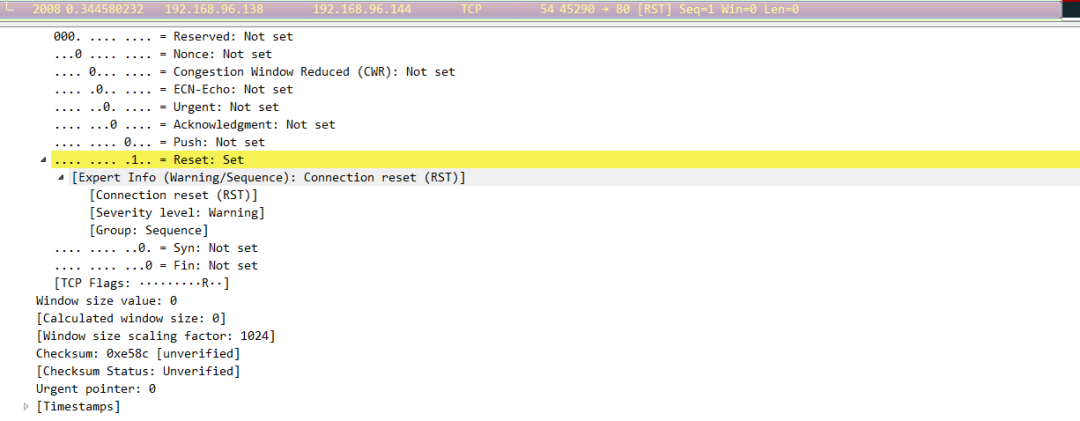 2008 0.344580232 192.168.96.138 192.168.96.144 TCP 54 45290 → 80 [RST] Seq=1 Win=0 Len=0
000. .... .... = Reserved: Not set
...0 .... .... = Nonce: Not set
.... 0... .... = Congestion Window Reduced (CWR): Not set
.... .0.. .... = ECN-Echo: Not set
.... ..0. .... = Urgent: Not set
.... ...0 .... = Acknowledgment: Not set
.... .... 0... = Push: Not set
.... .... .1.. = Reset: Set
[Expert Info (Warning/Sequence): Connection reset (RST)]
[Connection reset (RST)]
[Severity level: Warning]
[Group: Sequence]
.... .... ..0. = Syn: Not set
.... .... ...0 = Fin: Not set
[TCP Flags: ·········R··]
Window size value: 0
[Calculated window size: 0]
[Window size scaling factor: 1024]
Checksum: 0xe58c [unverified]
[Checksum Status: Unverified]
Urgent pointer: 0
[Timestamps]